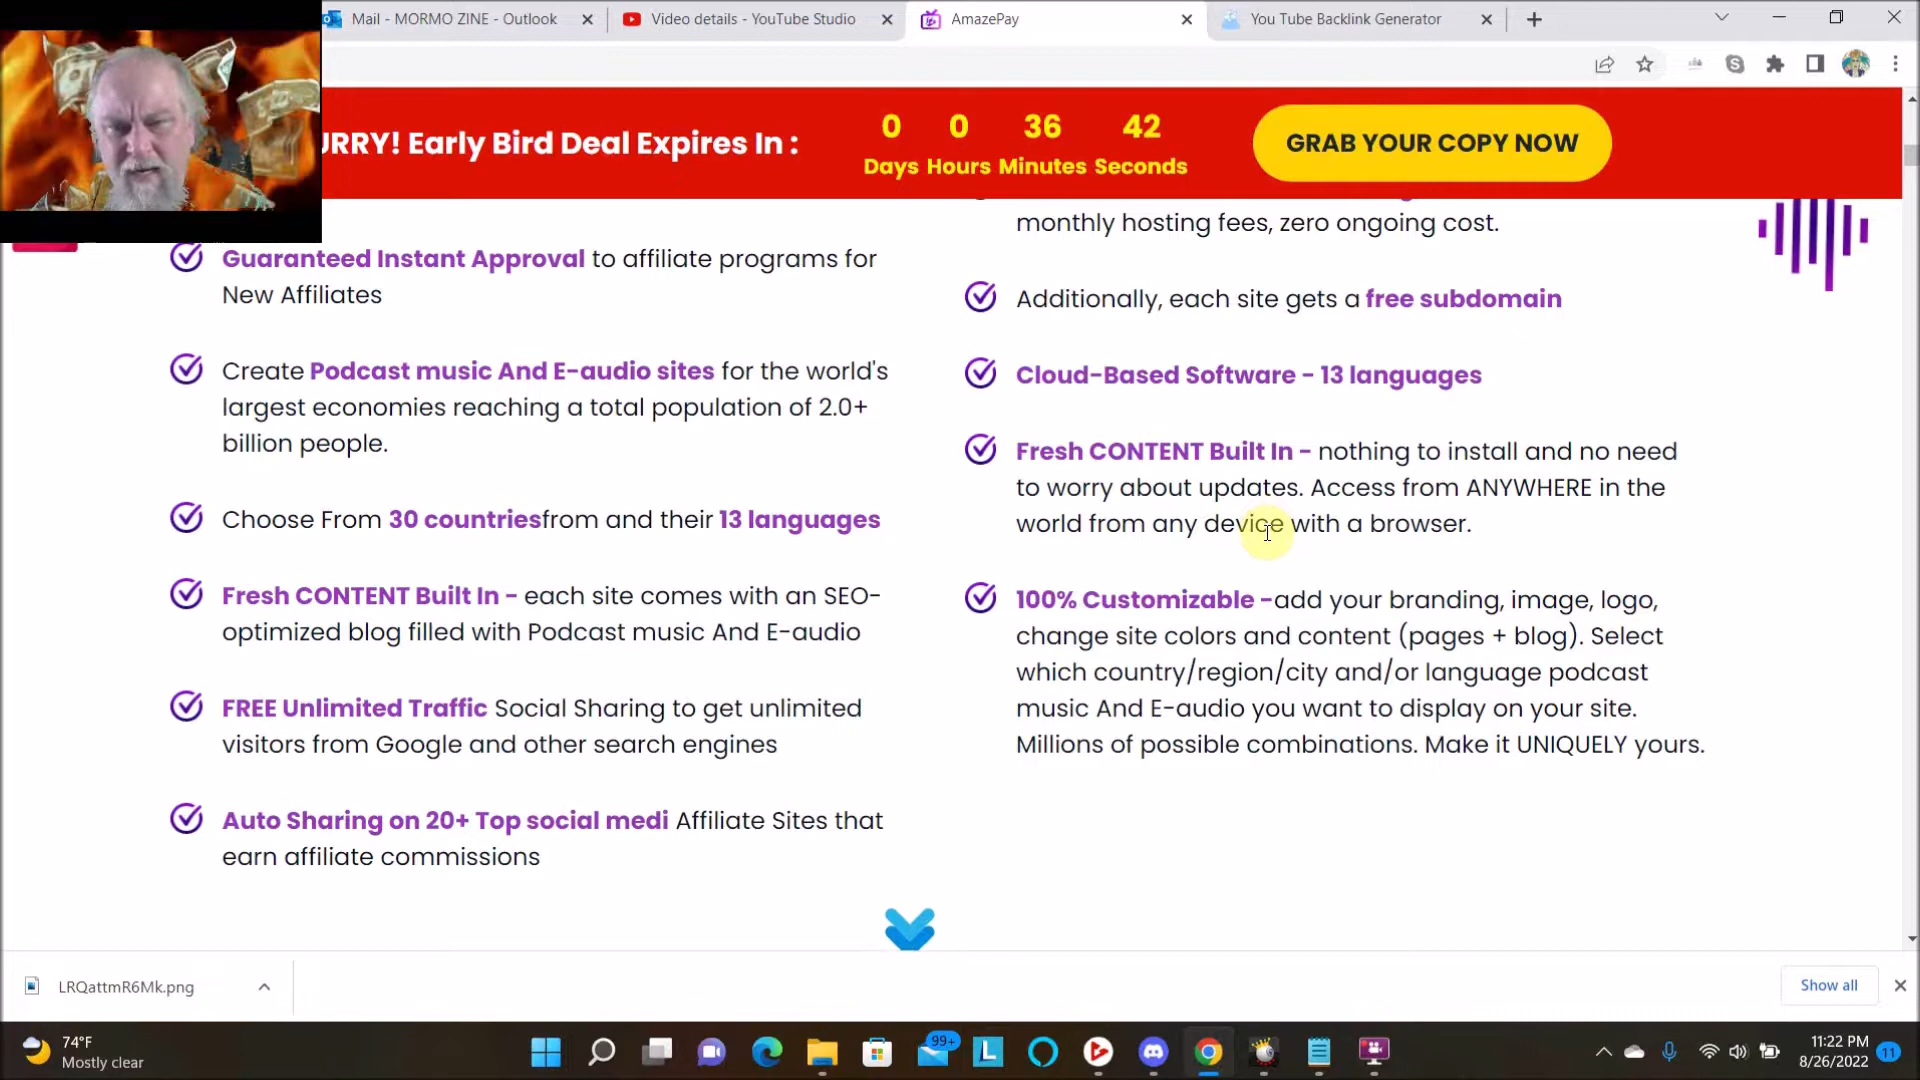 Mail - MORMO ZINE - Outlook
Video details - YouTube Studio
AmazePay
You Tube Backlink Generator
URRY! Early Bird Deal Expires In :
0 0 36 42
Days Hours Minutes Seconds
GRAB YOUR COPY NOW
Guaranteed Instant Approval to affiliate programs for
New Affiliates
Create Podcast music And E-audio sites for the world's
largest economies reaching a total population of 2.0+
billion people.
Choose From 30 countriesfrom and their 13 languages
Fresh CONTENT Built In - each site comes with an SEO-
optimized blog filled with Podcast music And E-audio
FREE Unlimited Traffic Social Sharing to get unlimited
visitors from Google and other search engines
Auto Sharing on 20+ Top social medi Affiliate Sites that
earn affiliate commissions
monthly hosting fees, zero ongoing cost.
Additionally, each site gets a free subdomain
Cloud-Based Software - 13 languages
Fresh CONTENT Built In - nothing to install and no need
to worry about updates. Access from ANYWHERE in the
world from any device with a browser.
100% Customizable -add your branding, image, logo,
change site colors and content (pages + blog). Select
which country/region/city and/or language podcast
music And E-audio you want to display on your site.
Millions of possible combinations. Make it UNIQUELY yours.
LRQattmR6Mk.png
Show all
74°F
Mostly clear
99+
L
11:22 PM
8/26/2022
11